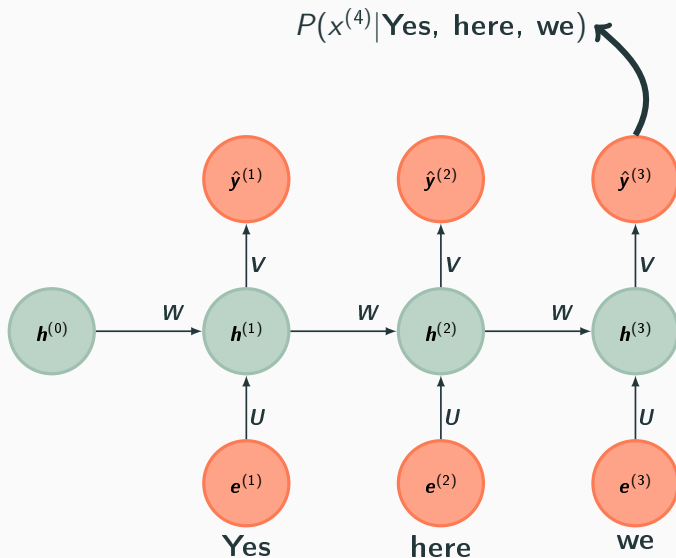 P(x⁽⁴⁾|Yes, here, we)
ŷ⁽¹⁾ ŷ⁽²⁾ ŷ⁽³⁾
V V V
W W W
h⁽⁰⁾ h⁽¹⁾ h⁽²⁾ h⁽³⁾
U U U
e⁽¹⁾ e⁽²⁾ e⁽³⁾
Yes here we